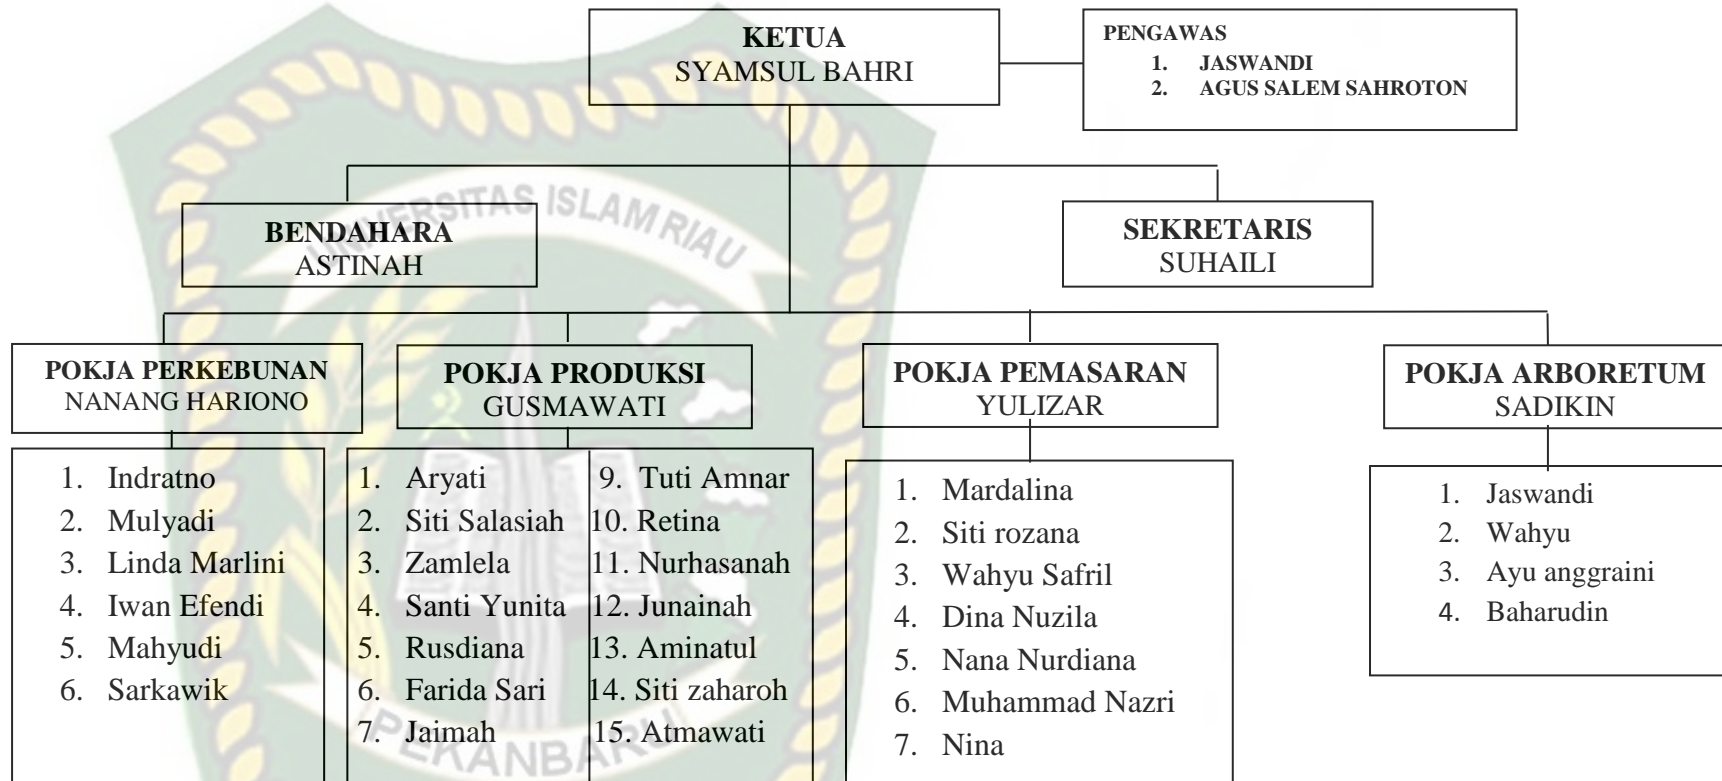 KETUA
SYAMSUL BAHRI
PENGAWAS
1. JASWANDI
2. AGUS SALEM SAHROTON
BENDAHARA
ASTINAH
SEKRETARIS
SUHAILI
POKJA PERKEBUNAN
NANANG HARIONO
POKJA PRODUKSI
GUSMAWATI
POKJA PEMASARAN
YULIZAR
POKJA ARBORETUM
SADIKIN
1. Indratno
2. Mulyadi
3. Linda Marlini
4. Iwan Efendi
5. Mahyudi
6. Sarkawik
1. Aryati
2. Siti Salasiah
3. Zamlela
4. Santi Yunita
5. Rusdiana
6. Farida Sari
7. Jaimah
9. Tuti Amnar
10. Retina
11. Nurhasanah
12. Junainah
13. Aminatul
14. Siti zaharoh
15. Atmawati
1. Mardalina
2. Siti rozana
3. Wahyu Safril
4. Dina Nuzila
5. Nana Nurdiana
6. Muhammad Nazri
7. Nina
1. Jaswandi
2. Wahyu
3. Ayu anggraini
4. Baharudin
UNIVERSITAS ISLAM RIAU
PEKANBARU